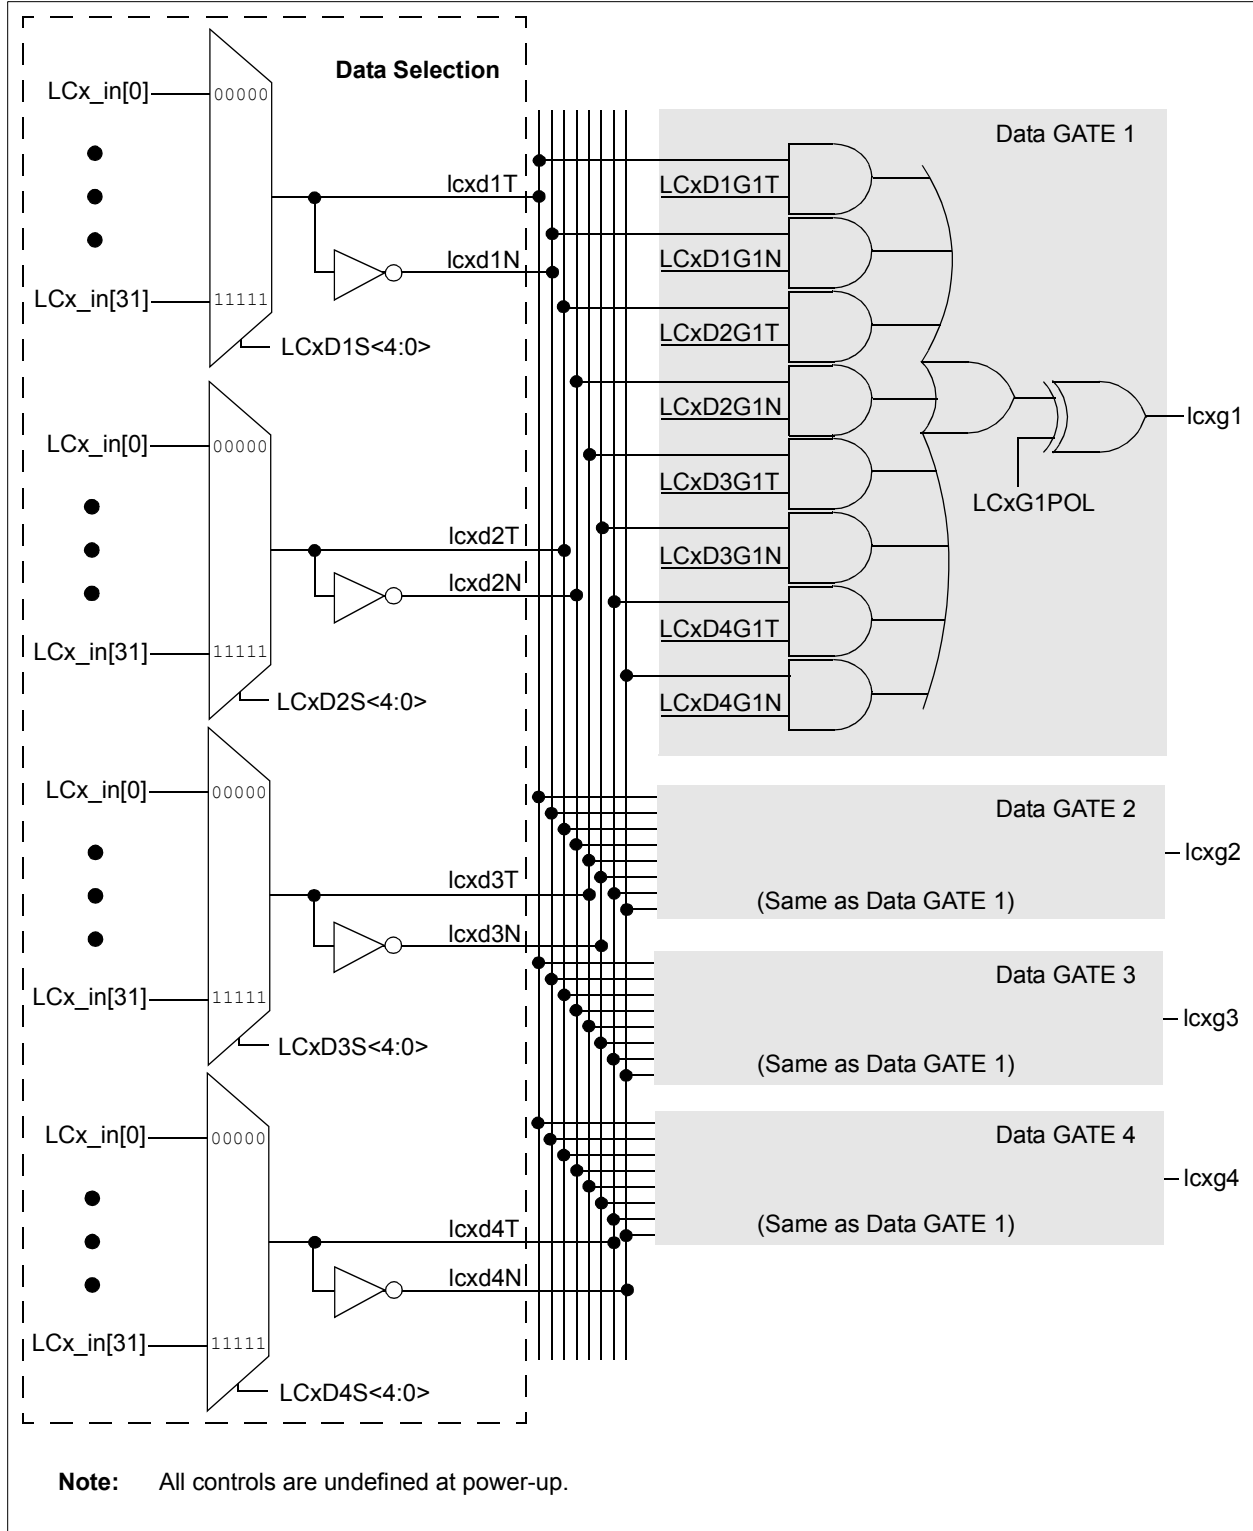 Data Selection
LCx_in[0]
00000
LCx_in[31]
11111
LCxD1S<4:0>
lcxd1T
lcxd1N
LCx_in[0]
00000
LCx_in[31]
11111
LCxD2S<4:0>
lcxd2T
lcxd2N
LCx_in[0]
00000
LCx_in[31]
11111
LCxD3S<4:0>
lcxd3T
lcxd3N
LCx_in[0]
00000
LCx_in[31]
11111
LCxD4S<4:0>
lcxd4T
lcxd4N
Data GATE 1
LCxD1G1T
LCxD1G1N
LCxD2G1T
LCxD2G1N
LCxD3G1T
LCxD3G1N
LCxD4G1T
LCxD4G1N
LCxG1POL
lcxg1
Data GATE 2
(Same as Data GATE 1)
lcxg2
Data GATE 3
(Same as Data GATE 1)
lcxg3
Data GATE 4
(Same as Data GATE 1)
lcxg4
Note: All controls are undefined at power-up.